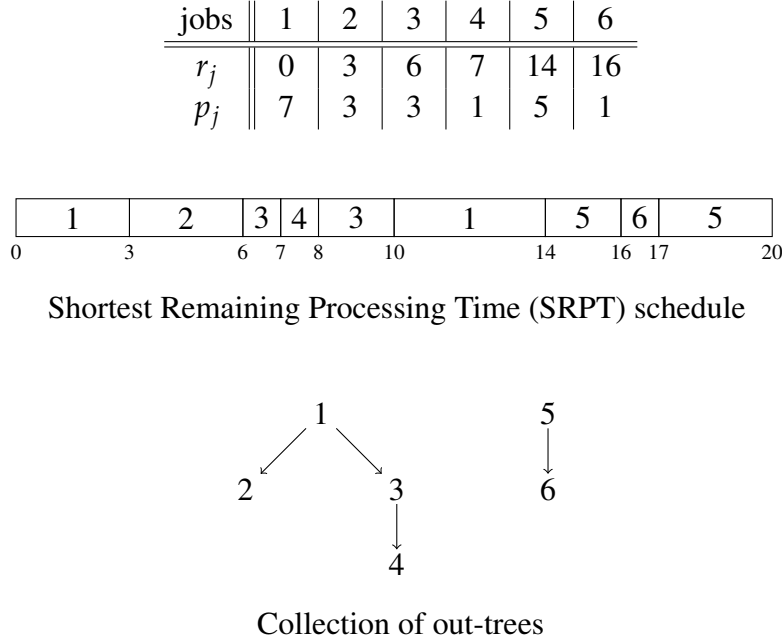 jobs 1 2 3 4 5 6
r_j 0 3 6 7 14 16
p_j 7 3 3 1 5 1
1 2 3 4 3 1 5 6 5
0 3 6 7 8 10 14 16 17 20
Shortest Remaining Processing Time (SRPT) schedule
1 5
2 3 6
4
Collection of out-trees